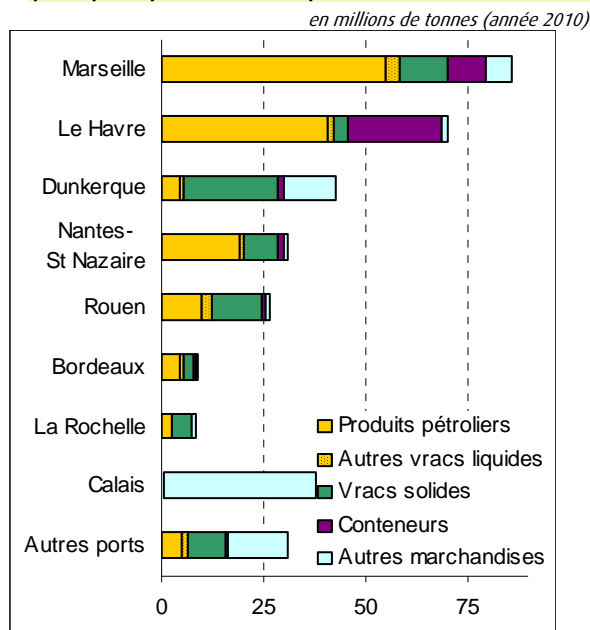 en millions de tonnes (année 2010)
Marseille
Le Havre
Dunkerque
Nantes-
St Nazaire
Rouen
Bordeaux
La Rochelle
Calais
Autres ports
Produits pétroliers
Autres vracs liquides
Vracs solides
Conteneurs
Autres marchandises
0 25 50 75